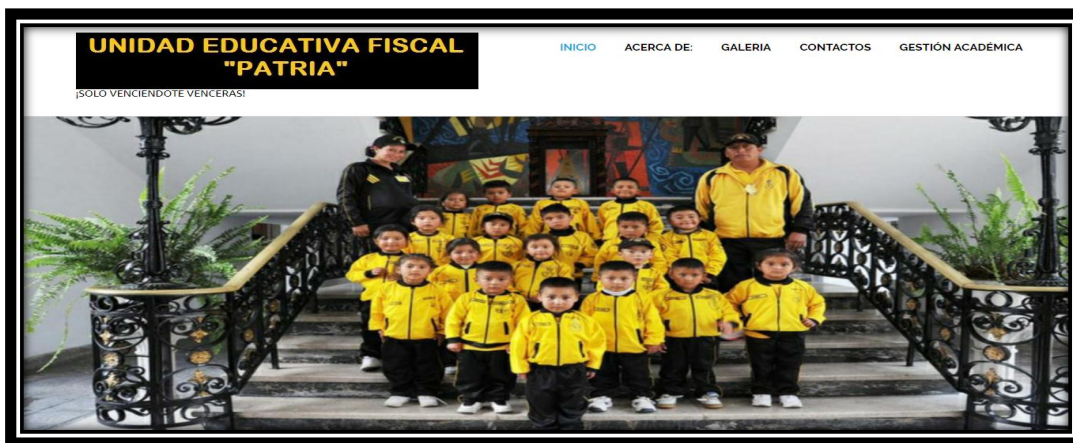 UNIDAD EDUCATIVA FISCAL
"PATRIA"
¡SOLO VENCIENDOTE VENCERAS!
INICIO ACERCA DE: GALERIA CONTACTOS GESTIÓN ACADÉMICA